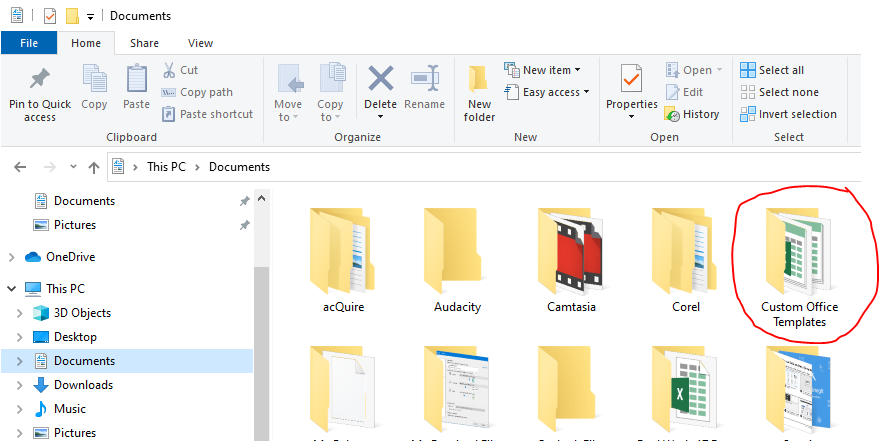 Documents
File
Home
Share
View
Pin to Quick
access
Copy
Paste
Cut
Copy path
Paste shortcut
Clipboard
Move
to
Copy
to
Delete
Rename
Organize
New
folder
New item
Easy access
New
Properties
Open
Edit
History
Open
Select all
Select none
Invert selection
Select
This PC > Documents
Documents
Pictures
OneDrive
This PC
3D Objects
Desktop
Documents
Downloads
Music
Pictures
acQuire
Audacity
Camtasia
Corel
Custom Office
Templates